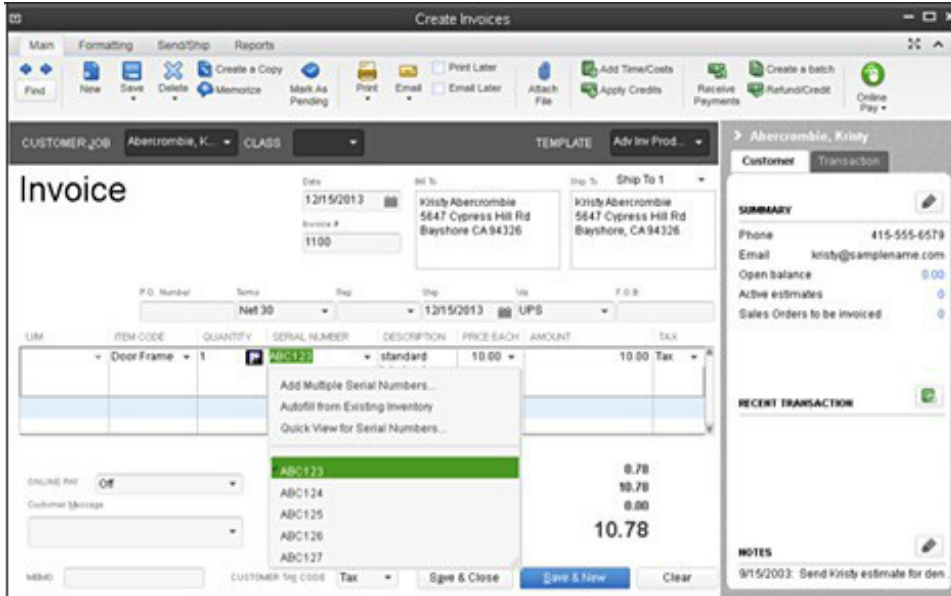 Create Invoices
Main Formatting Send/Ship Reports
Find New Save Delete Create a Copy Memorize Mark As Pending Print Email Print Later Email Later Attach File Add Time/Costs Apply Credits Receive Payments Create a batch Refund/Credit Online Pay
CUSTOMER:JOB Abercrombie, K... CLASS TEMPLATE Adv Inv Prod...
Abercrombie, Kristy
Customer Transaction
Invoice
Date Bill To Ship To Ship To 1
12/15/2013
Kristy Abercrombie
5647 Cypress Hill Rd
Bayshore CA 94326
Kristy Abercrombie
5647 Cypress Hill Rd
Bayshore, CA 94326
Invoice #
1100
SUMMARY
Phone 415-555-6579
Email kristy@samplename.com
Open balance 0.00
Active estimates 0
Sales Orders to be invoiced 0
P.O. Number Terms Rep Ship Via F.O.B.
Net 30 12/15/2013 UPS
U/M ITEM CODE QUANTITY SERIAL NUMBER DESCRIPTION PRICE EACH AMOUNT TAX
Door Frame 1 ABC123 standard 10.00 10.00 Tax
Add Multiple Serial Numbers...
Autofill from Existing Inventory
Quick View for Serial Numbers...
ABC123
ABC124
ABC125
ABC126
ABC127
RECENT TRANSACTION
ONLINE PAY Off
Customer Message
0.78
10.78
0.00
10.78
MEMO CUSTOMER TAX CODE Tax Save & Close Save & New Clear
NOTES
9/15/2003: Send Kristy estimate for den...